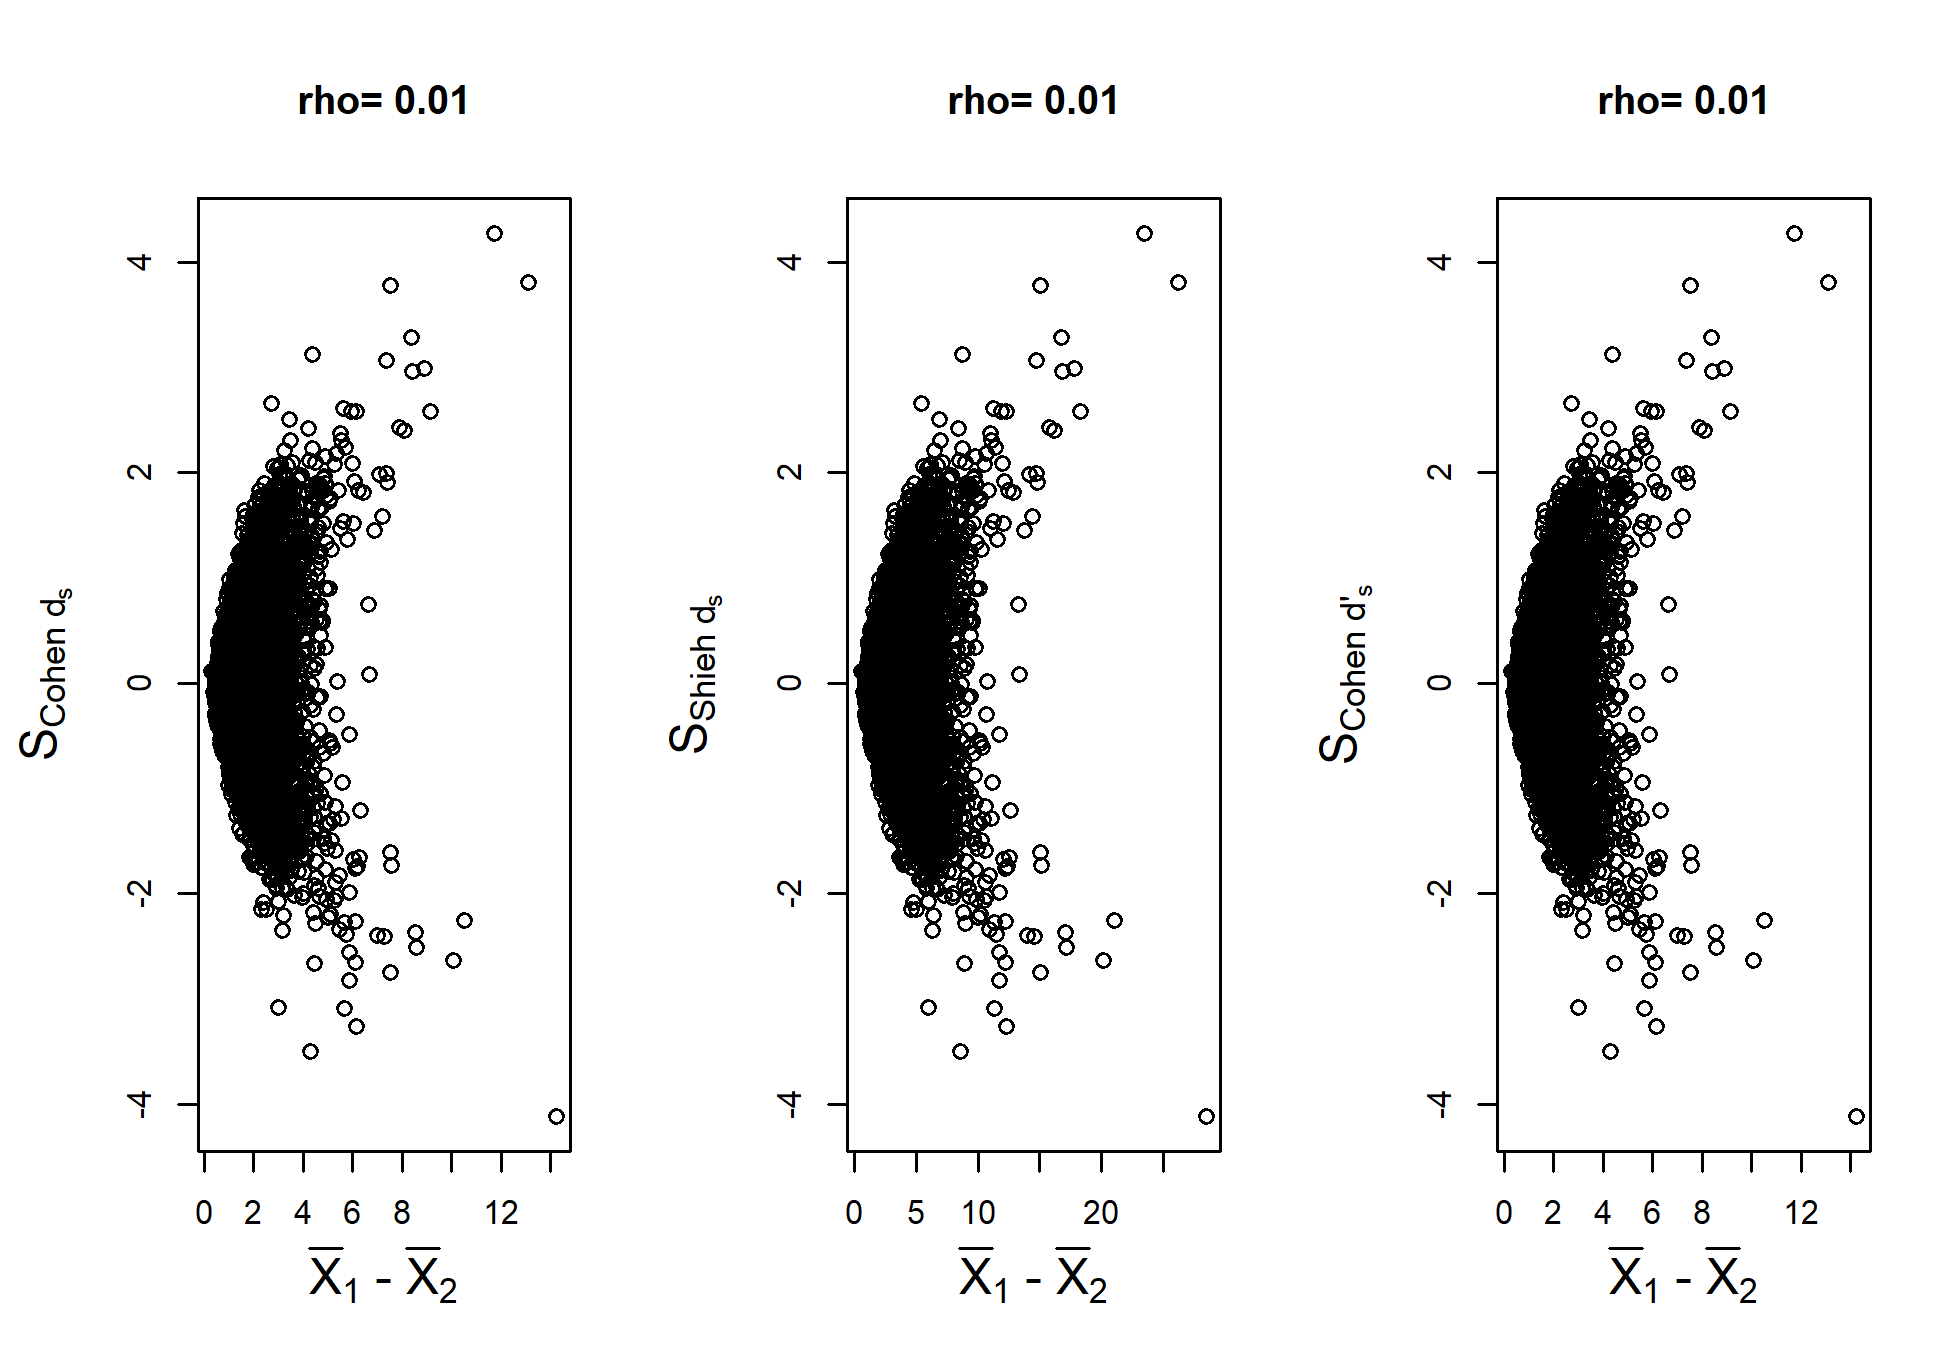 rho= 0.01
rho= 0.01
rho= 0.01
S_Cohen d_s
4
2
0
-2
-4
0 2 4 6 8 12
X̅₁ - X̅₂
S_Shieh d_s
4
2
0
-2
-4
0 5 10 20
X̅₁ - X̅₂
S_Cohen d'_s
4
2
0
-2
-4
0 2 4 6 8 12
X̅₁ - X̅₂